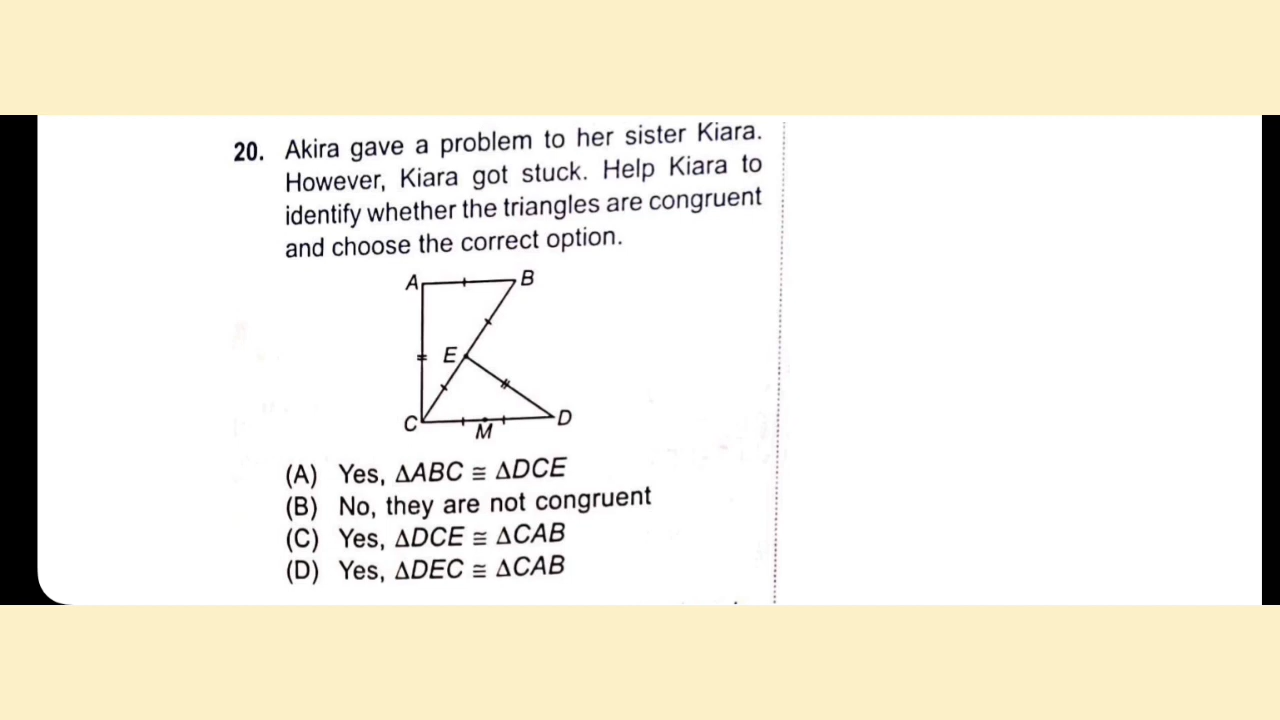 20. Akira gave a problem to her sister Kiara.
However, Kiara got stuck. Help Kiara to
identify whether the triangles are congruent
and choose the correct option.
A
B
E
C
M
D
(A) Yes, ΔABC ≅ ΔDCE
(B) No, they are not congruent
(C) Yes, ΔDCE ≅ ΔCAB
(D) Yes, ΔDEC ≅ ΔCAB